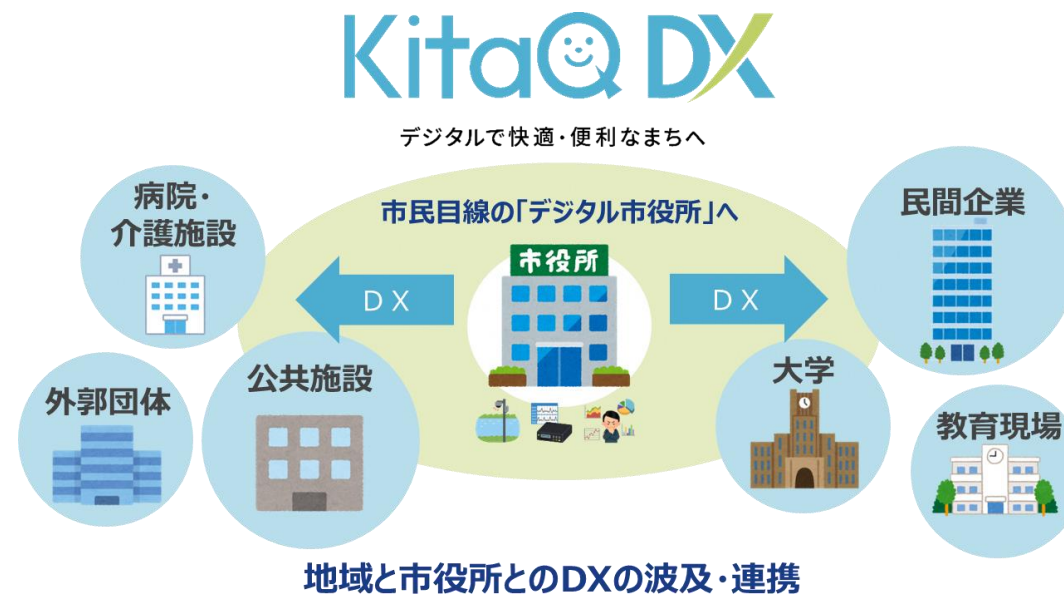 KitaQ DX
デジタルで快適・便利なまちへ
市民目線の「デジタル市役所」へ
病院・
介護施設
民間企業
市役所
DX
DX
外郭団体
公共施設
大学
教育現場
地域と市役所とのDXの波及・連携